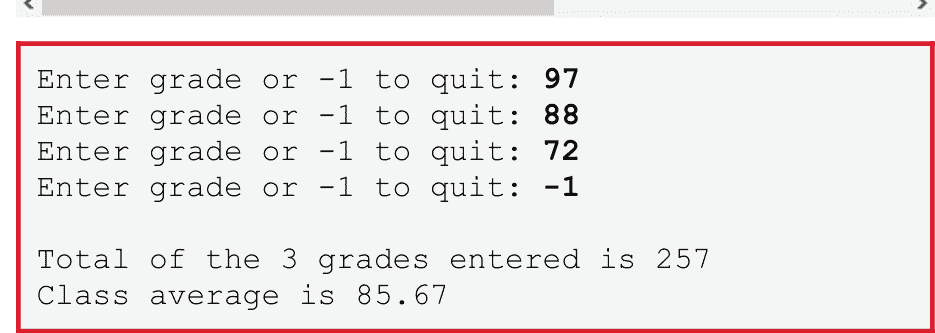 Enter grade or -1 to quit: 97
Enter grade or -1 to quit: 88
Enter grade or -1 to quit: 72
Enter grade or -1 to quit: -1
Total of the 3 grades entered is 257
Class average is 85.67